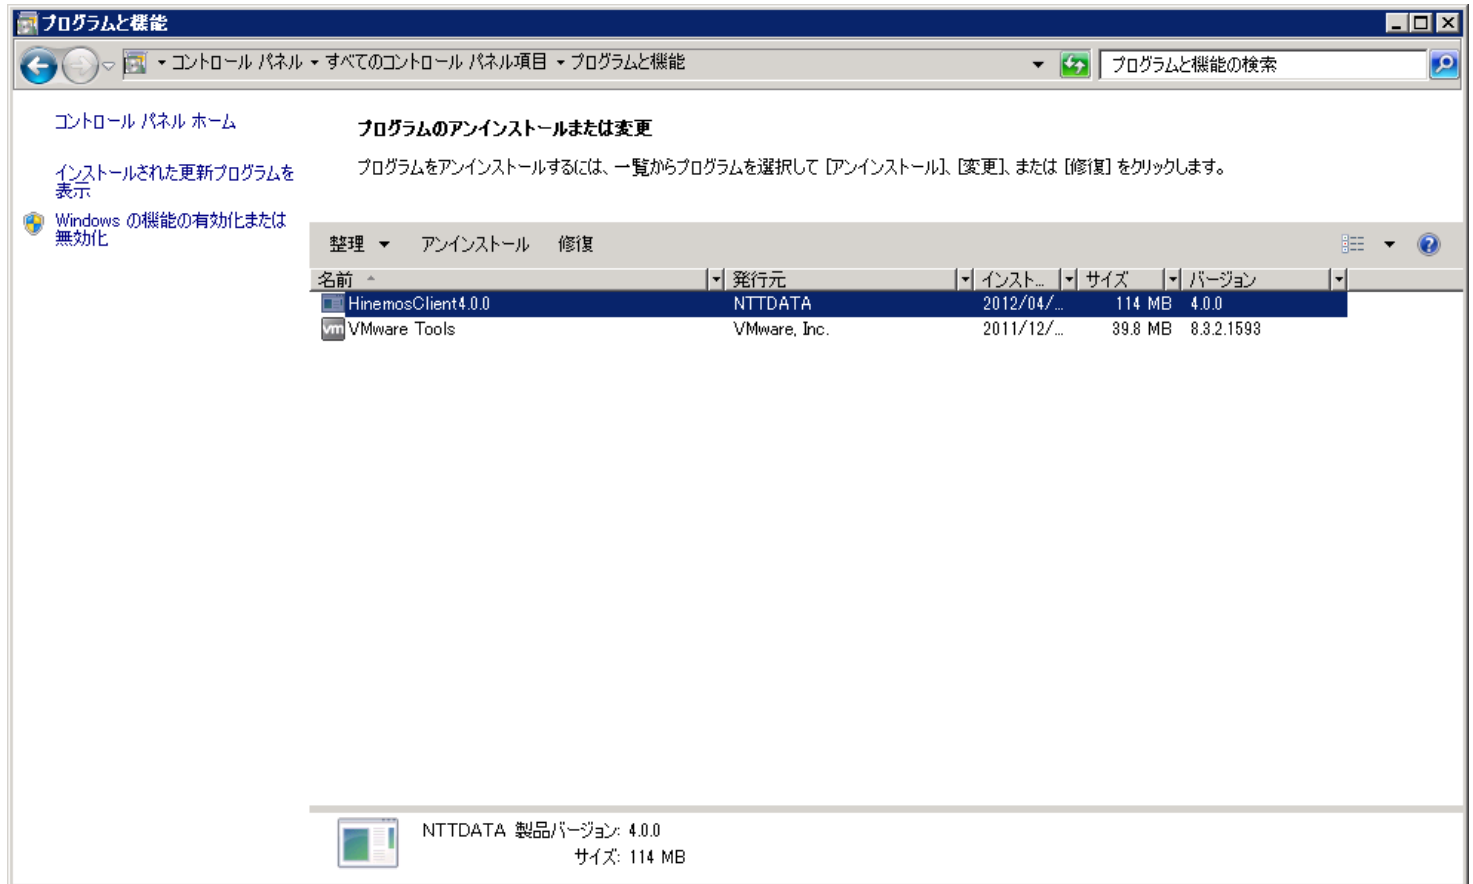 プログラムと機能
コントロール パネル すべてのコントロール パネル項目 プログラムと機能
プログラムと機能の検索
コントロール パネル ホーム
インストールされた更新プログラムを
表示
Windows の機能の有効化または
無効化
プログラムのアンインストールまたは変更
プログラムをアンインストールするには、一覧からプログラムを選択して [アンインストール]、[変更]、または [修復] をクリックします。
整理 アンインストール 修復
名前 発行元 インスト... サイズ バージョン
HinemosClient4.0.0 NTTDATA 2012/04/... 114 MB 4.0.0
vm VMware Tools VMware, Inc. 2011/12/... 39.8 MB 8.3.2.1593
NTTDATA 製品バージョン: 4.0.0
サイズ: 114 MB